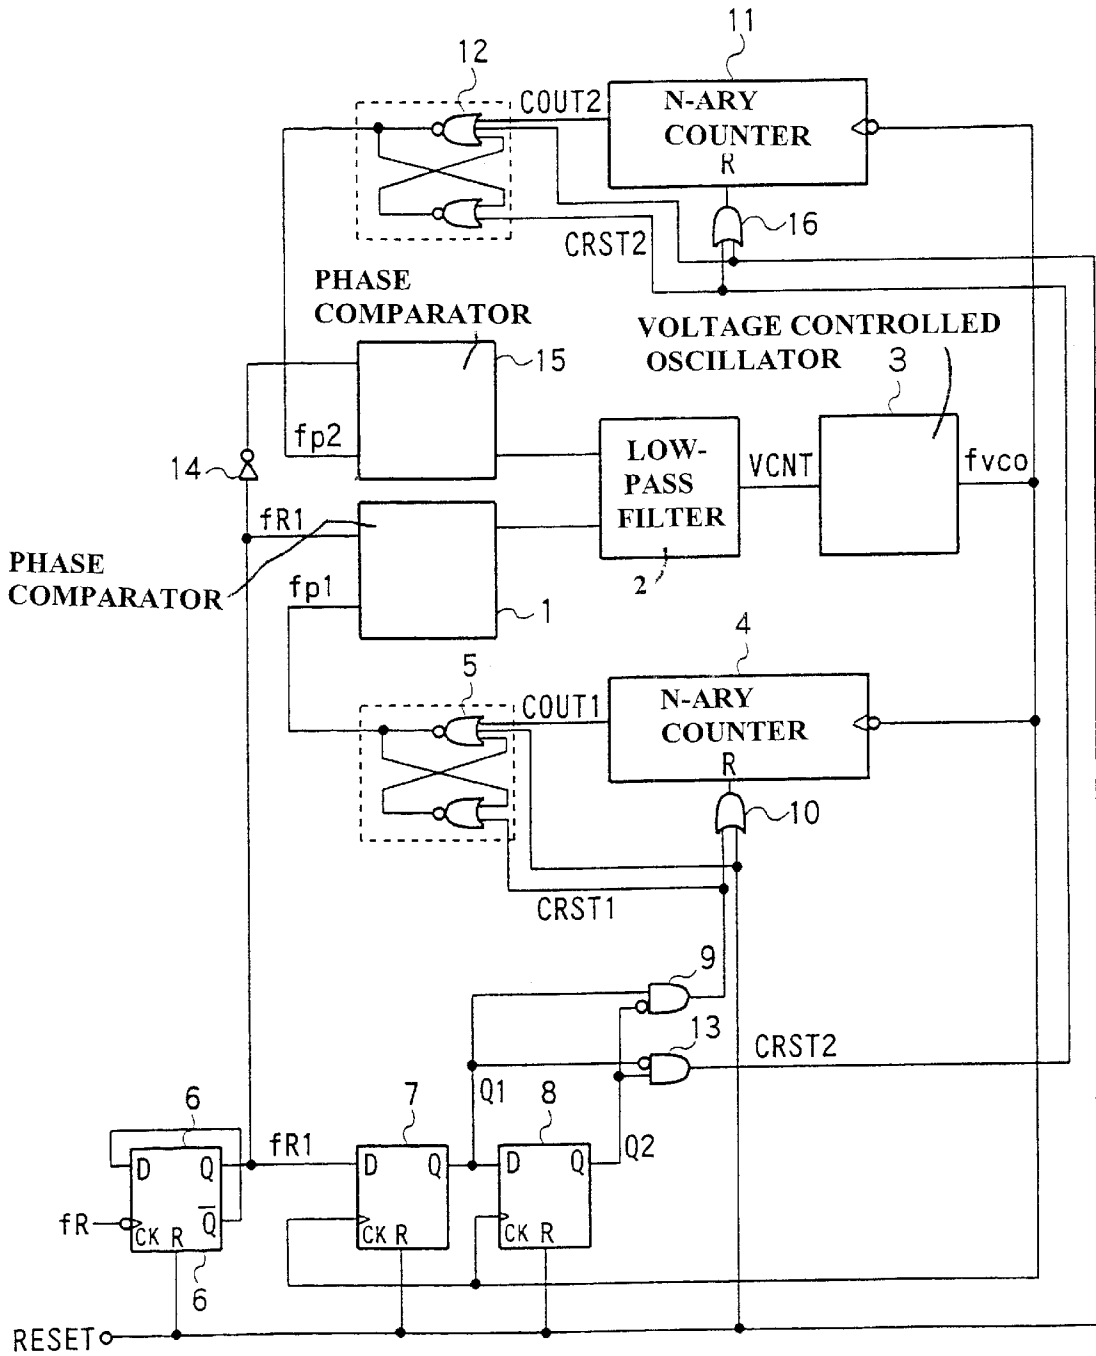 11
12
COUT2
N-ARY
COUNTER
R
16
CRST2
PHASE
COMPARATOR
VOLTAGE CONTROLLED
OSCILLATOR
15
3
fp2
LOW-
PASS
FILTER
2
VCNT
fvco
14
fR1
PHASE
COMPARATOR
fp1
1
4
5
COUT1
N-ARY
COUNTER
R
10
CRST1
9
13
CRST2
Q1
Q2
6
7
8
fR1
D Q
D Q
D Q
fR
CK R Q
CK R
CK R
6
RESET